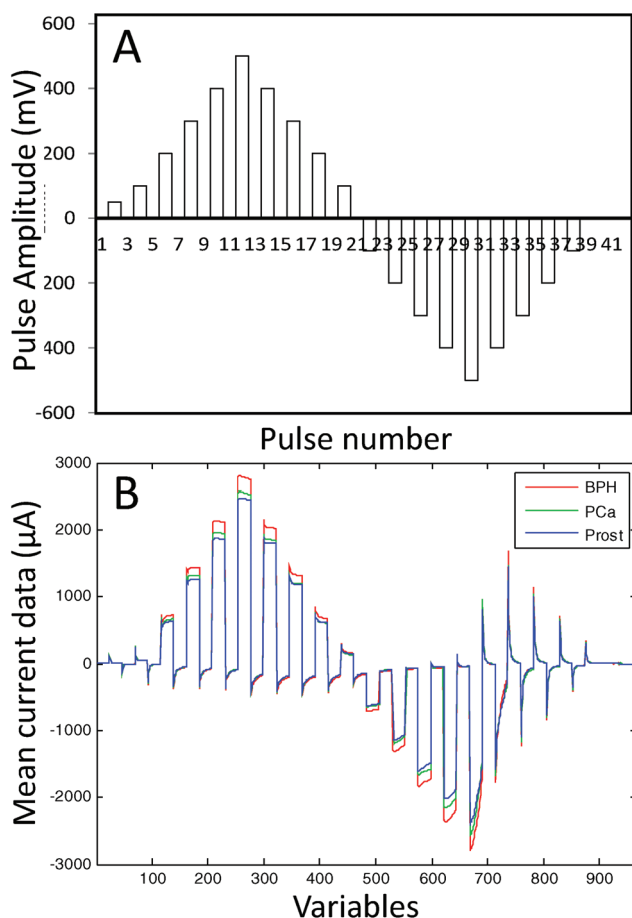 A
Pulse Amplitude (mV)
600
400
200
0
200
400
-600
1 3 5 7 9 11 13 15 17 19 21 23 25 27 29 31 33 35 37 39 41
Pulse number
B
Mean current data (µA)
3000
2000
1000
0
-1000
-2000
-3000
BPH
PCa
Prost
100 200 300 400 500 600 700 800 900
Variables